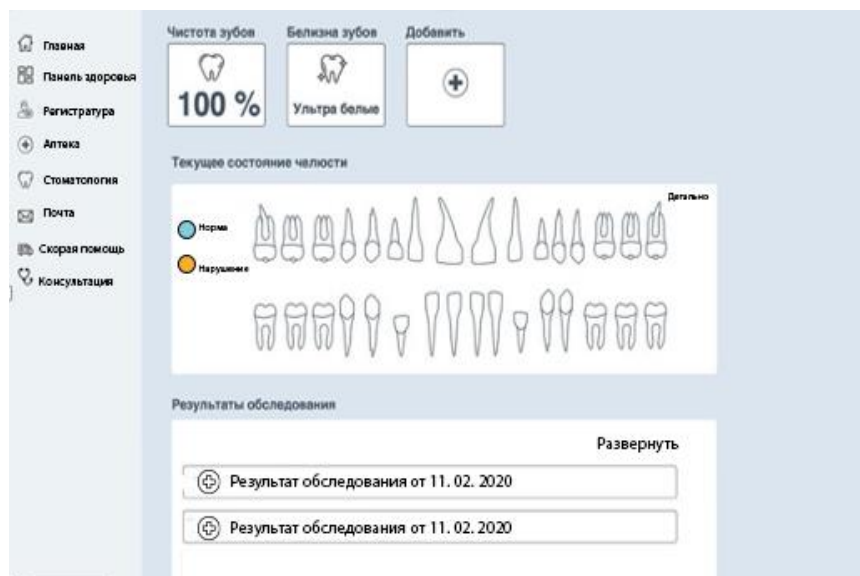 Главная
Панель здоровья
Регистратура
Аптека
Стоматология
Почта
Скорая помощь
Консультация
Чистота зубов
100 %
Белизна зубов
Ультра белые
Добавить
Текущее состояние челюсти
Детально
Норма
Нарушение
Результаты обследования
Развернуть
Результат обследования от 11. 02. 2020
Результат обследования от 11. 02. 2020